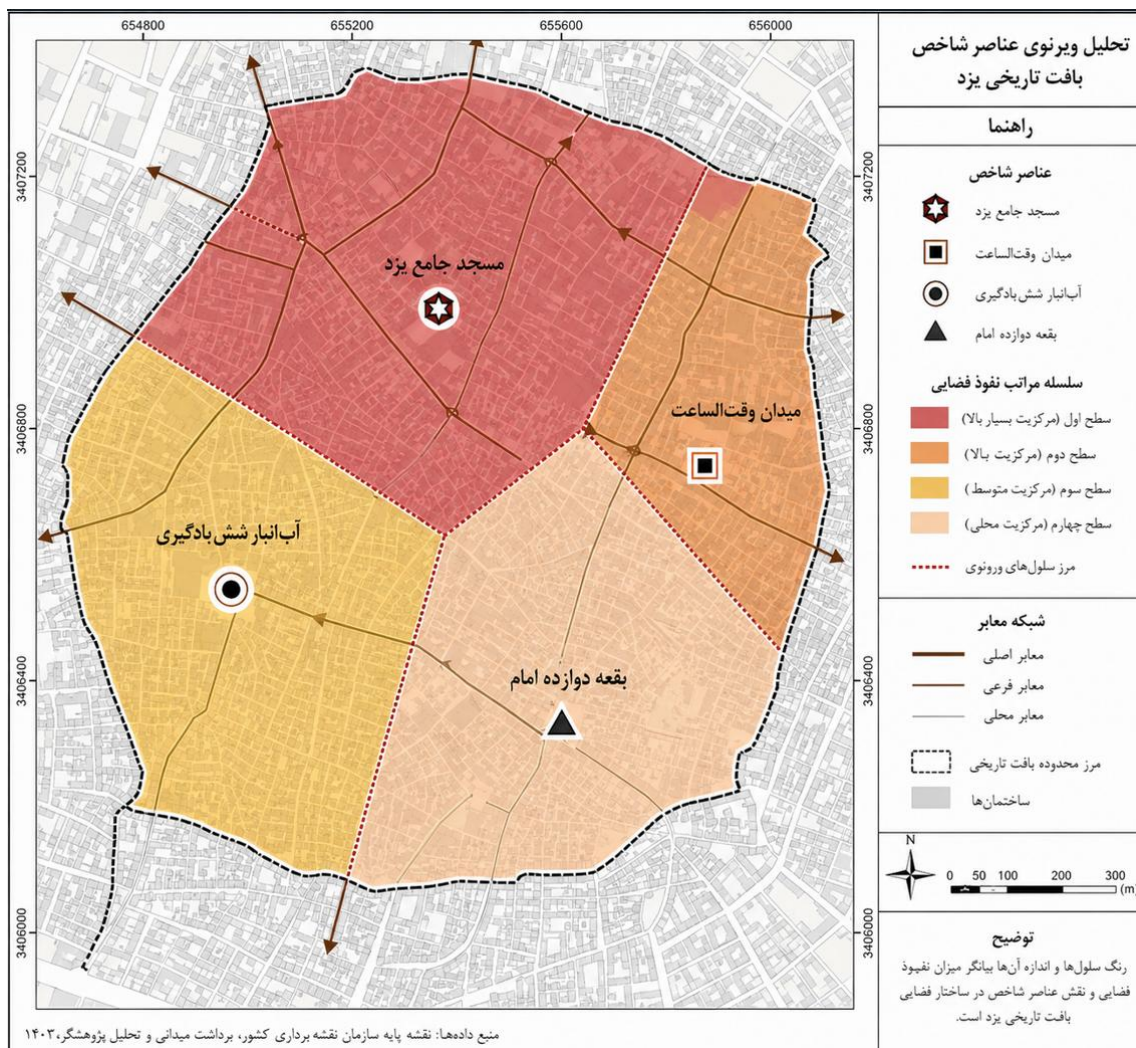 654800
655200
655600
656000
3407200
3406800
3406400
3406000
3407200
3406800
3406400
3406000
مسجد جامع یزد
میدان وقت‌الساعت
آب‌انبار شش‌بادگیری
بقعه دوازده امام
تحلیل ویرنوی عناصر شاخص
بافت تاریخی یزد
راهنما
عناصر شاخص
مسجد جامع یزد
میدان وقت‌الساعت
آب‌انبار شش‌بادگیری
بقعه دوازده امام
سلسله مراتب نفوذ فضایی
سطح اول (مرکزیت بسیار بالا)
سطح دوم (مرکزیت بالا)
سطح سوم (مرکزیت متوسط)
سطح چهارم (مرکزیت محلی)
مرز سلول‌های ورونوی
شبکه معابر
معابر اصلی
معابر فرعی
معابر محلی
مرز محدوده بافت تاریخی
ساختمان‌ها
N
0 50 100 200 300 (m)
توضیح
رنگ سلول‌ها و اندازه آن‌ها بیانگر میزان نفوذ
فضایی و نقش عناصر شاخص در ساختار فضایی
بافت تاریخی یزد است.
منبع داده‌ها: نقشه پایه سازمان نقشه برداری کشور، برداشت میدانی و تحلیل پژوهشگر،۱۴۰۳